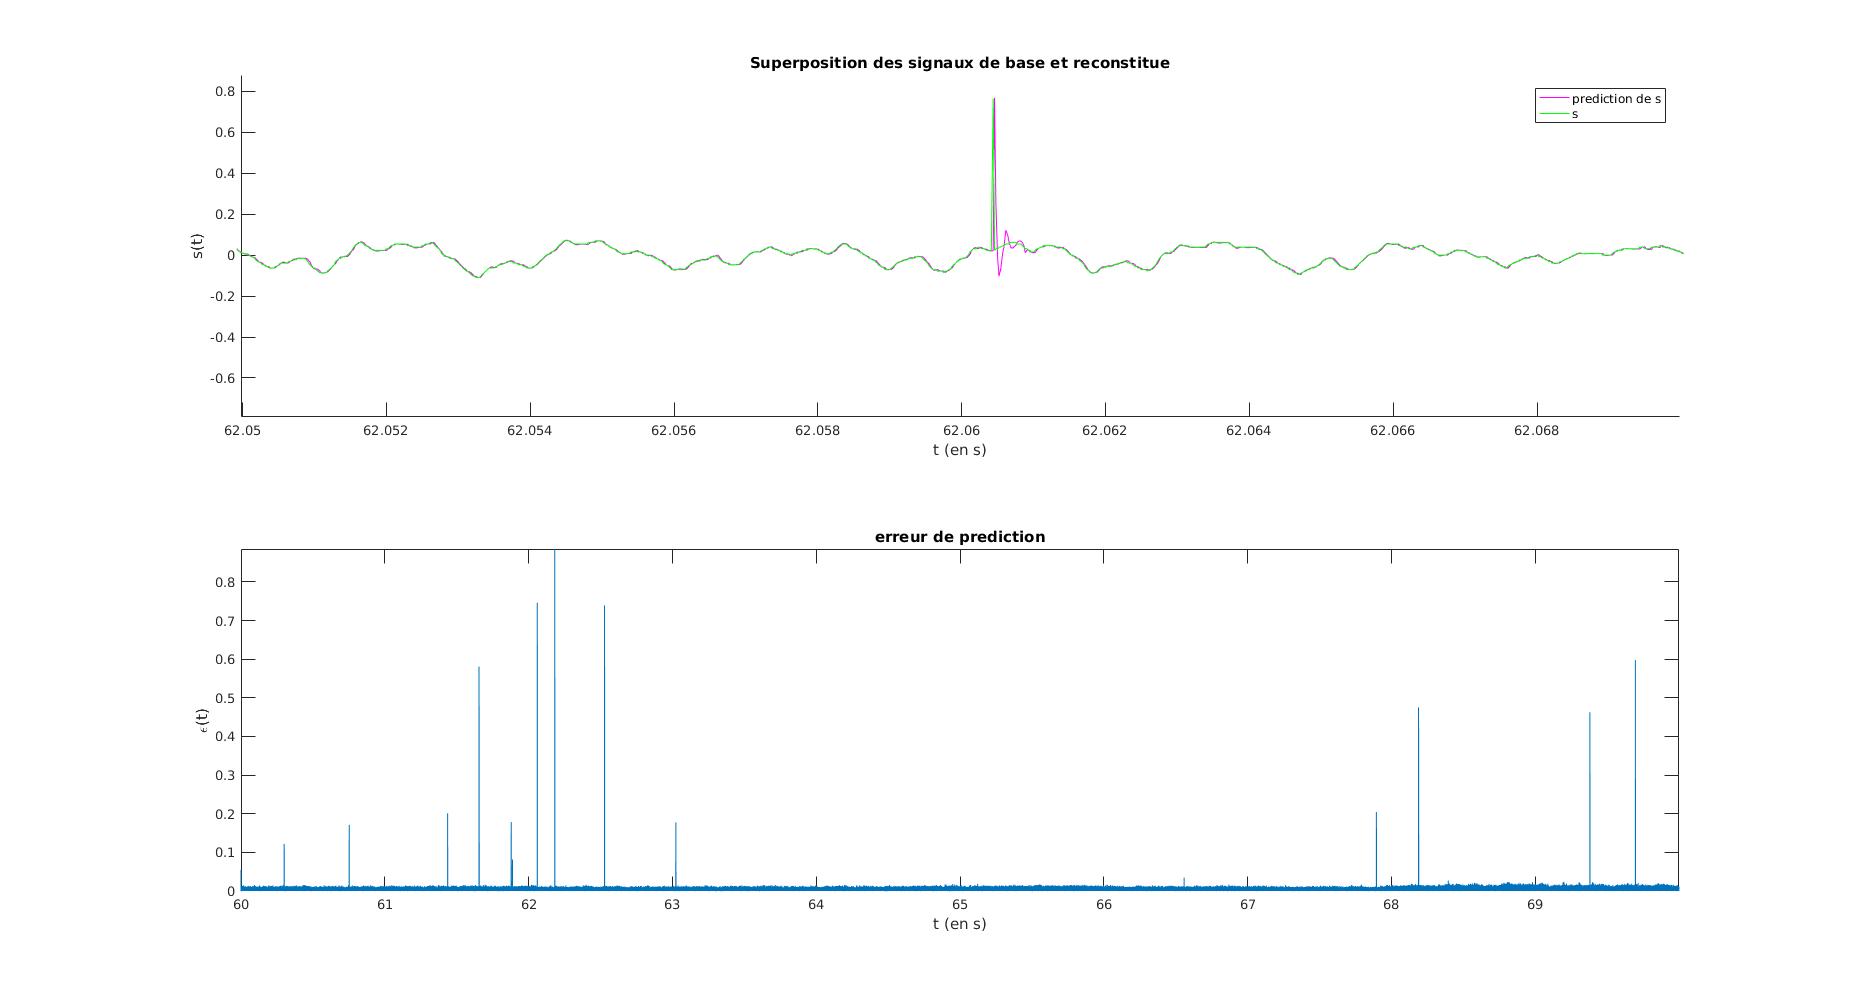 Superposition des signaux de base et reconstitue
prediction de s
s
0.8
0.6
0.4
0.2
0
-0.2
-0.4
-0.6
s(t)
62.05 62.052 62.054 62.056 62.058 62.06 62.062 62.064 62.066 62.068
t (en s)
erreur de prediction
0.8
0.7
0.6
0.5
0.4
0.3
0.2
0.1
0
ϵ(t)
60 61 62 63 64 65 66 67 68 69
t (en s)